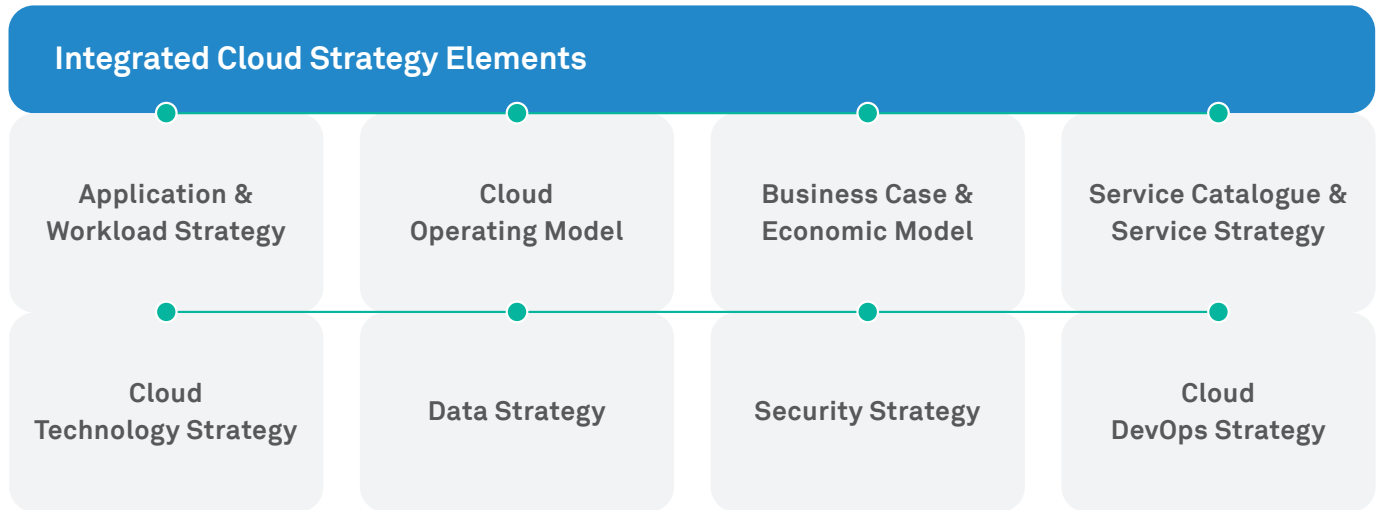 Integrated Cloud Strategy Elements
Application &
Workload Strategy
Cloud
Operating Model
Business Case &
Economic Model
Service Catalogue &
Service Strategy
Cloud
Technology Strategy
Data Strategy
Security Strategy
Cloud
DevOps Strategy